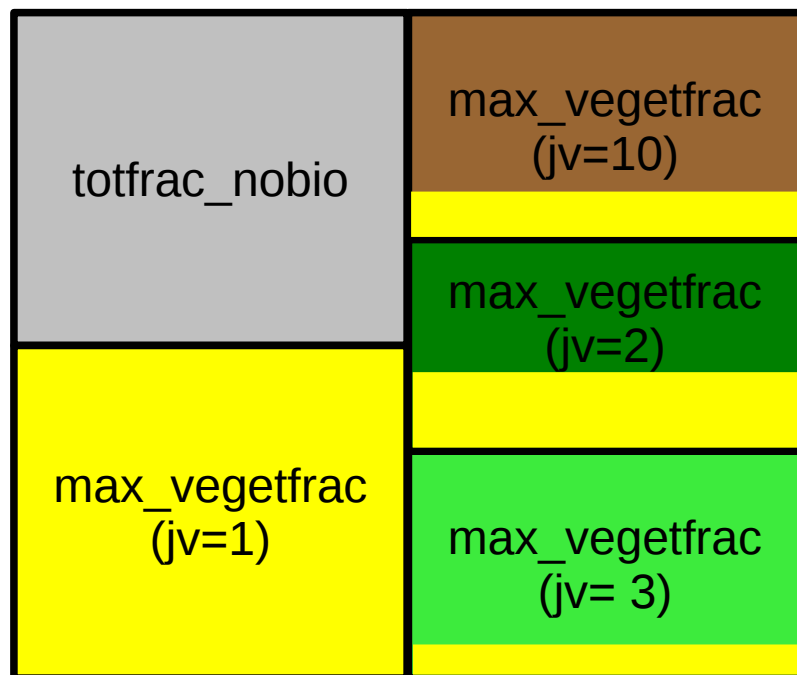 totfrac_nobio
max_vegetfrac
(jv=1)
max_vegetfrac
(jv=10)
max_vegetfrac
(jv=2)
max_vegetfrac
(jv= 3)